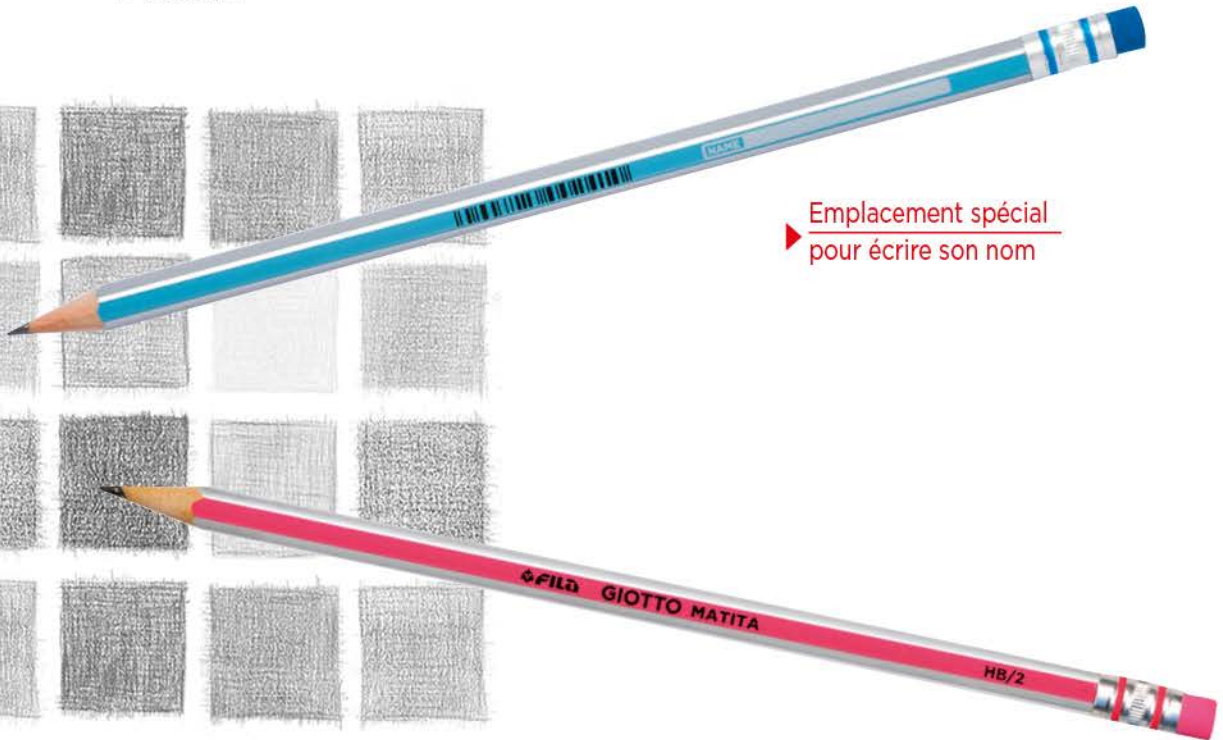 NAME
Emplacement spécial
pour écrire son nom
FILA GIOTTO MATITA
HB/2